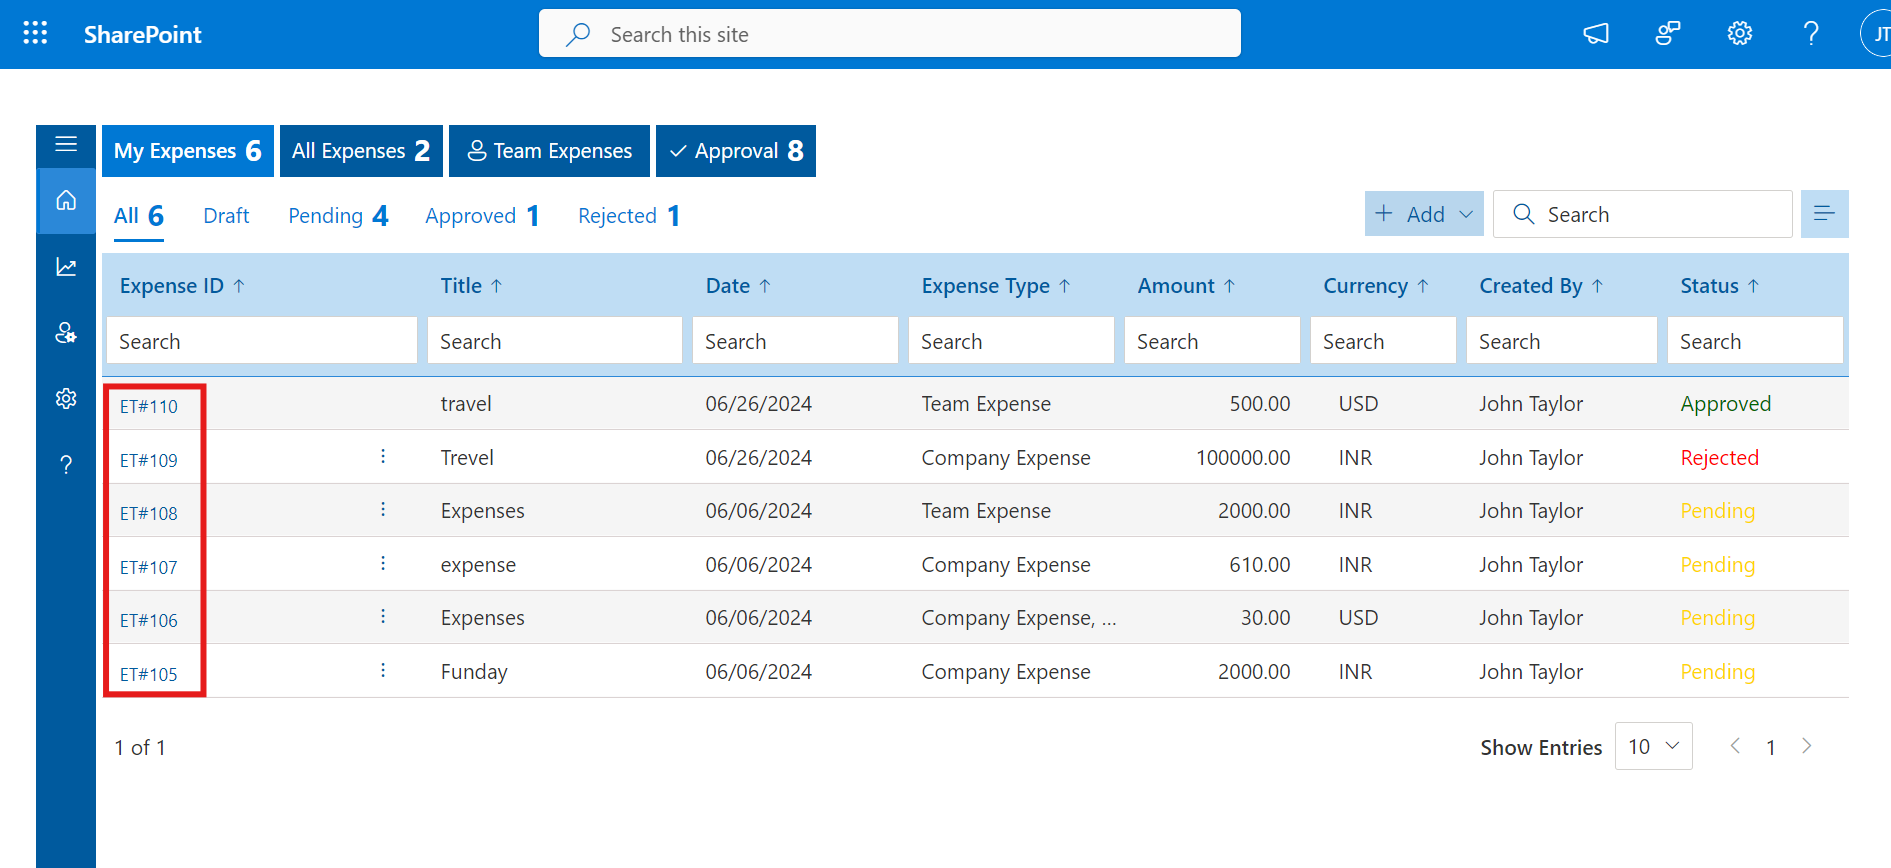 SharePoint
Search this site
JT
My Expenses 6
All Expenses 2
Team Expenses
Approval 8
All 6
Draft
Pending 4
Approved 1
Rejected 1
Add
Search
Expense ID Title Date Expense Type Amount Currency Created By Status
Search Search Search Search Search Search Search Search
ET#110 travel 06/26/2024 Team Expense 500.00 USD John Taylor Approved
ET#109 Trevel 06/26/2024 Company Expense 100000.00 INR John Taylor Rejected
ET#108 Expenses 06/06/2024 Team Expense 2000.00 INR John Taylor Pending
ET#107 expense 06/06/2024 Company Expense 610.00 INR John Taylor Pending
ET#106 Expenses 06/06/2024 Company Expense, ... 30.00 USD John Taylor Pending
ET#105 Funday 06/06/2024 Company Expense 2000.00 INR John Taylor Pending
1 of 1
Show Entries 10 1